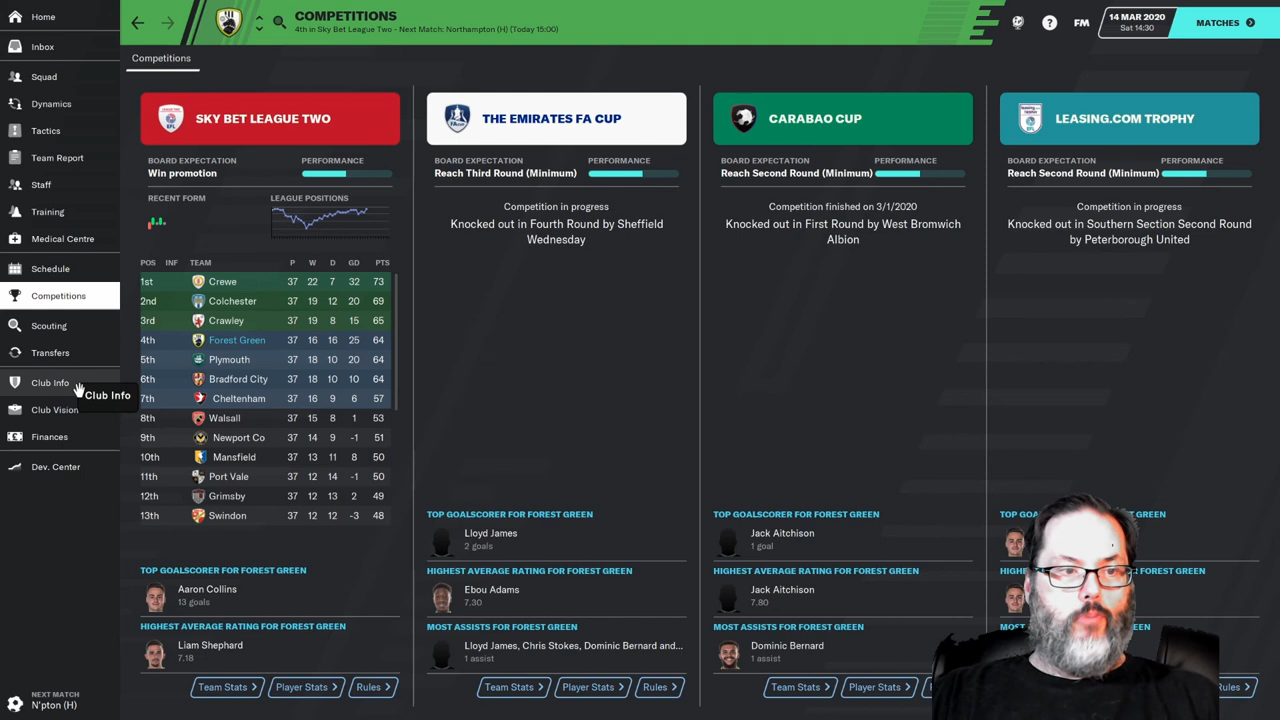 Home
Inbox
Squad
Dynamics
Tactics
Team Report
Staff
Training
Medical Centre
Schedule
Competitions
Scouting
Transfers
Club Info
Club Info
Club Vision
Finances
Dev. Center
NEXT MATCH
N'pton (H)
COMPETITIONS
4th in Sky Bet League Two - Next Match: Northampton (H) (Today 15:00)
?
FM
14 MAR 2020
Sat 14:30
MATCHES
Competitions
SKY BET LEAGUE TWO
BOARD EXPECTATION
Win promotion
PERFORMANCE
RECENT FORM
LEAGUE POSITIONS
POS INF TEAM P W D GD PTS
1st Crewe 37 22 7 32 73
2nd Colchester 37 19 12 20 69
3rd Crawley 37 19 8 15 65
4th Forest Green 37 16 16 25 64
5th Plymouth 37 18 10 20 64
6th Bradford City 37 18 10 10 64
7th Cheltenham 37 16 9 6 57
8th Walsall 37 15 8 1 53
9th Newport Co 37 14 9 -1 51
10th Mansfield 37 13 11 8 50
11th Port Vale 37 12 14 -1 50
12th Grimsby 37 12 13 2 49
13th Swindon 37 12 12 -3 48
TOP GOALSCORER FOR FOREST GREEN
Aaron Collins
13 goals
HIGHEST AVERAGE RATING FOR FOREST GREEN
Liam Shephard
7.18
Team Stats Player Stats Rules
THE EMIRATES FA CUP
BOARD EXPECTATION
Reach Third Round (Minimum)
PERFORMANCE
Competition in progress
Knocked out in Fourth Round by Sheffield
Wednesday
TOP GOALSCORER FOR FOREST GREEN
Lloyd James
2 goals
HIGHEST AVERAGE RATING FOR FOREST GREEN
Ebou Adams
7.30
MOST ASSISTS FOR FOREST GREEN
Lloyd James, Chris Stokes, Dominic Bernard and...
1 assist
Team Stats Player Stats Rules
CARABAO CUP
BOARD EXPECTATION
Reach Second Round (Minimum)
PERFORMANCE
Competition finished on 3/1/2020
Knocked out in First Round by West Bromwich
Albion
TOP GOALSCORER FOR FOREST GREEN
Jack Aitchison
1 goal
HIGHEST AVERAGE RATING FOR FOREST GREEN
Jack Aitchison
7.80
MOST ASSISTS FOR FOREST GREEN
Dominic Bernard
1 assist
Team Stats Player Stats
LEASING.COM TROPHY
BOARD EXPECTATION
Reach Second Round (Minimum)
PERFORMANCE
Competition in progress
Knocked out in Southern Section Second Round
by Peterborough United
TOP GREEN
FOREST GREEN
GREEN
Rules